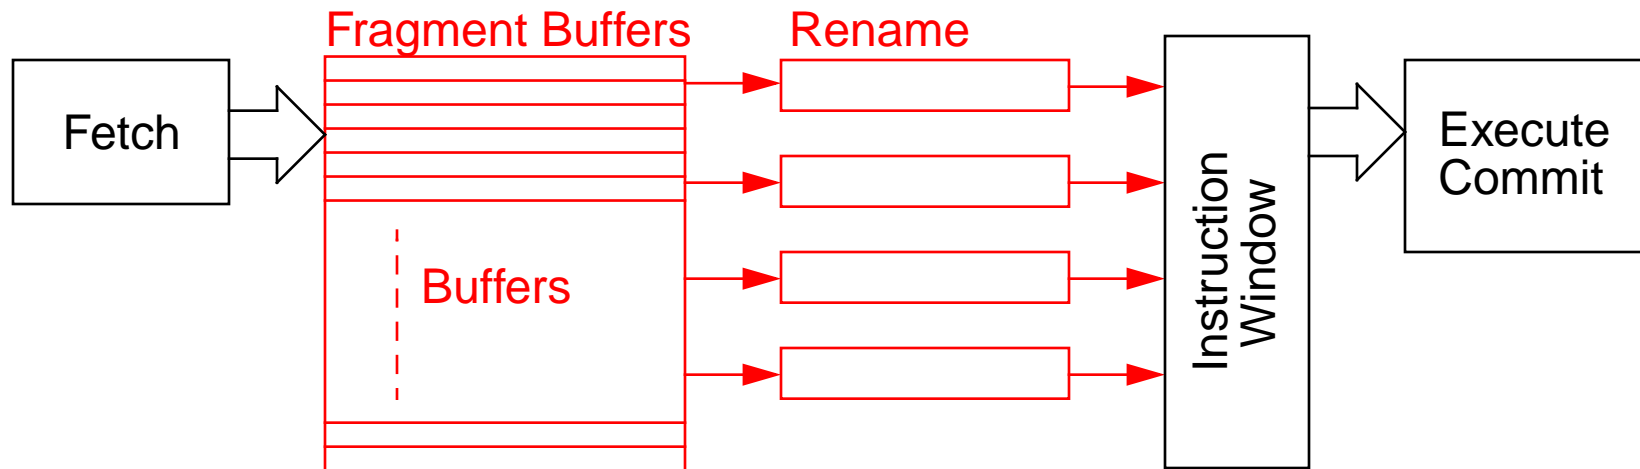 Fragment Buffers
Rename
Fetch
Buffers
Instruction
Window
Execute
Commit